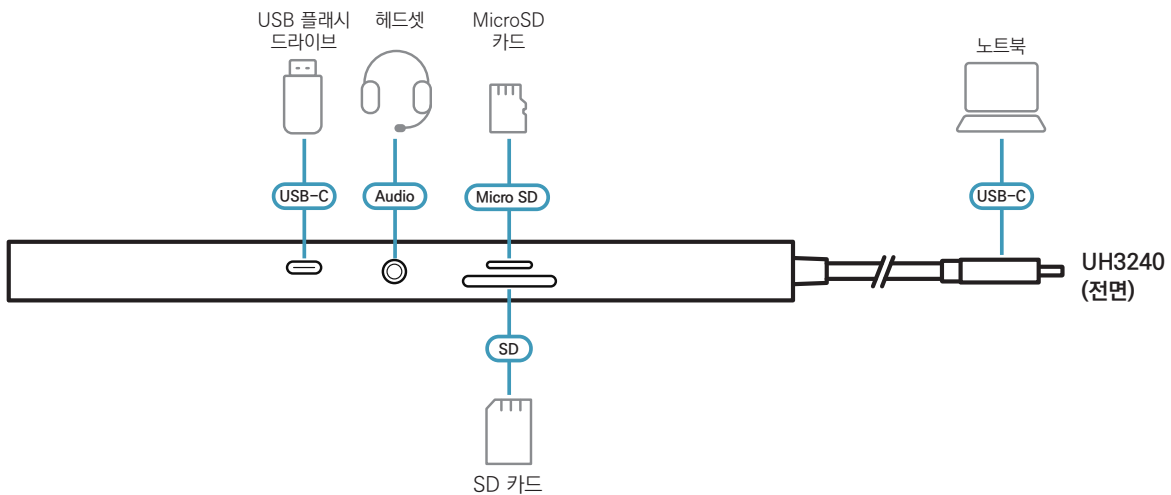 USB 플래시
드라이브
헤드셋
MicroSD
카드
노트북
USB-C
Audio
Micro SD
USB-C
UH3240
(전면)
SD
SD 카드